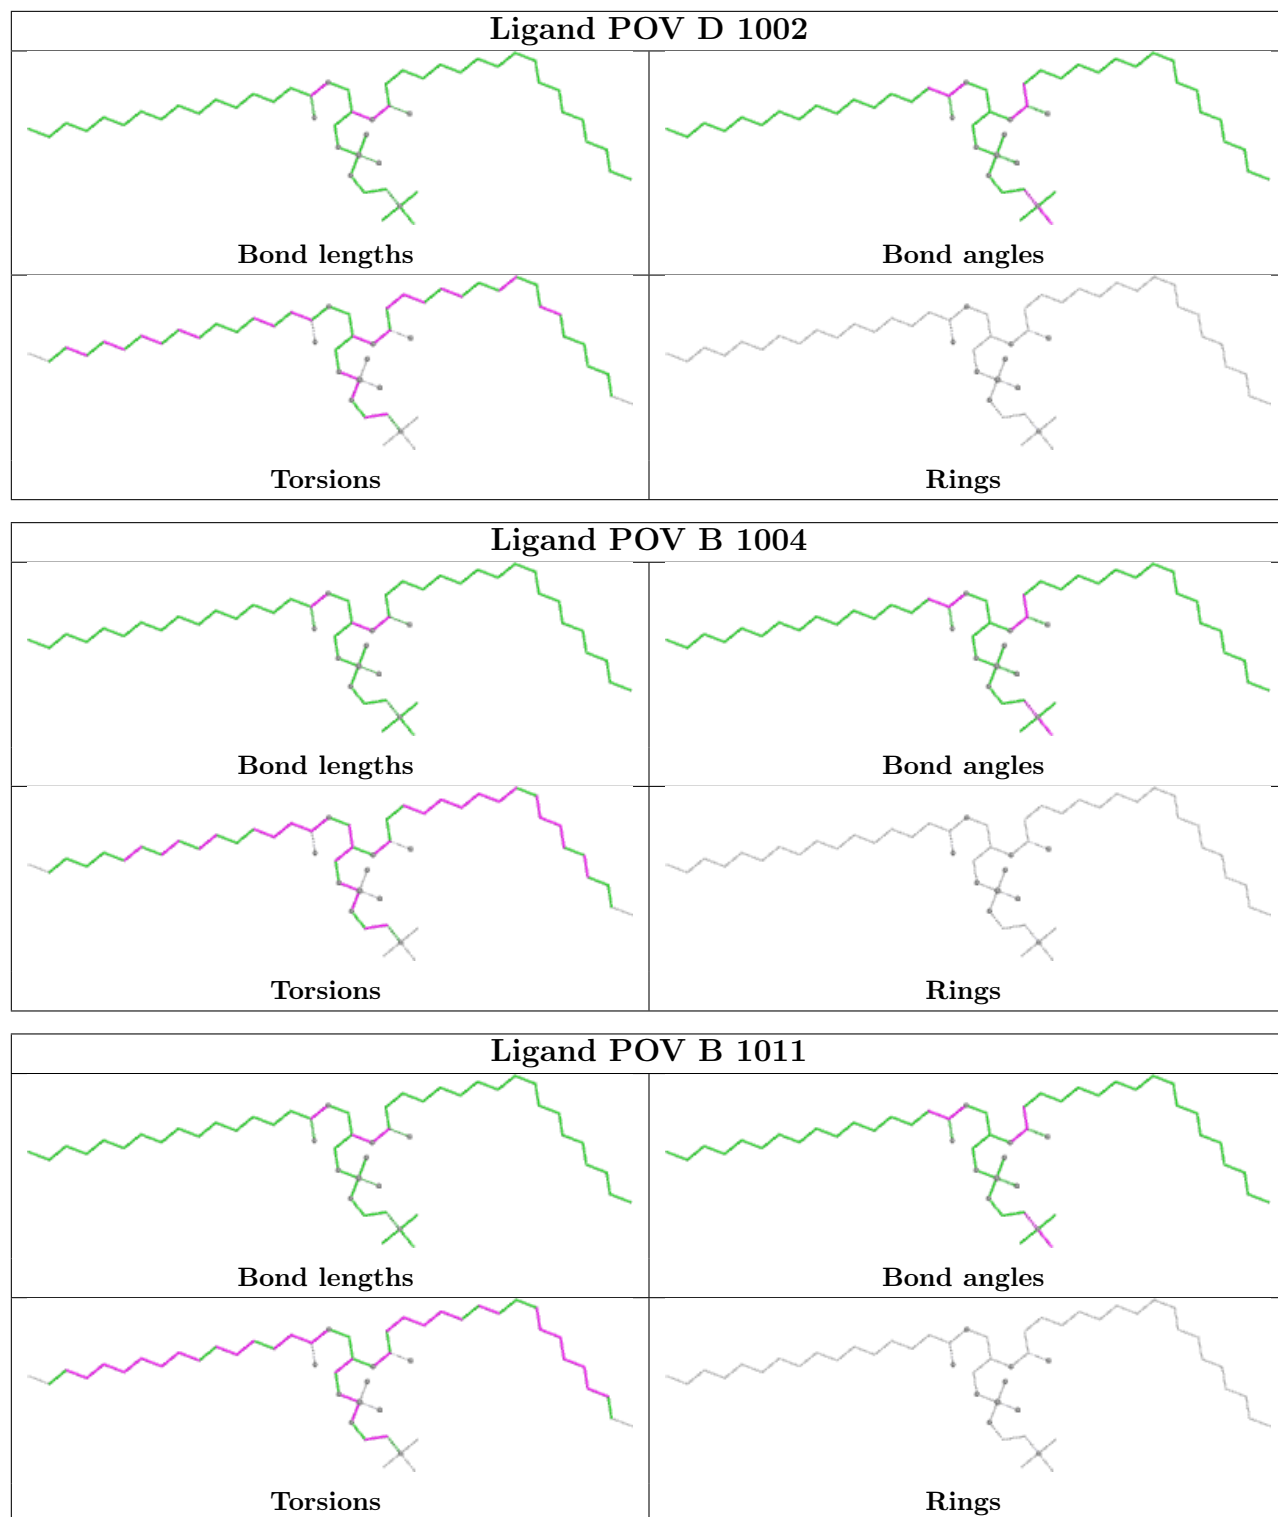 Ligand POV D 1002
Bond lengths
Bond angles
Torsions
Rings
Ligand POV B 1004
Bond lengths
Bond angles
Torsions
Rings
Ligand POV B 1011
Bond lengths
Bond angles
Torsions
Rings